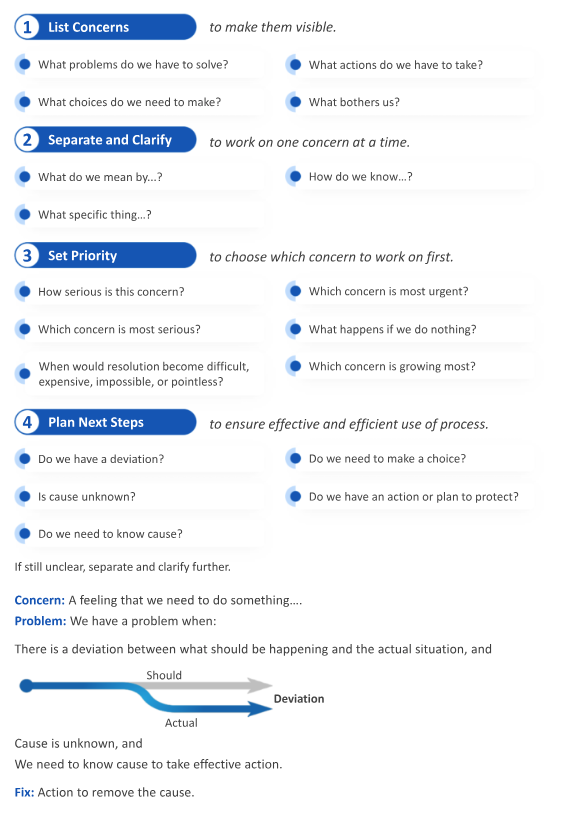 1 List Concerns to make them visible.
What problems do we have to solve? What actions do we have to take?
What choices do we need to make? What bothers us?
2 Separate and Clarify to work on one concern at a time.
What do we mean by...? How do we know...?
What specific thing...?
3 Set Priority to choose which concern to work on first.
How serious is this concern? Which concern is most urgent?
Which concern is most serious? What happens if we do nothing?
When would resolution become difficult,
expensive, impossible, or pointless?
Which concern is growing most?
4 Plan Next Steps to ensure effective and efficient use of process.
Do we have a deviation? Do we need to make a choice?
Is cause unknown? Do we have an action or plan to protect?
Do we need to know cause?
If still unclear, separate and clarify further.
Concern: A feeling that we need to do something....
Problem: We have a problem when:
There is a deviation between what should be happening and the actual situation, and
Should
Deviation
Actual
Cause is unknown, and
We need to know cause to take effective action.
Fix: Action to remove the cause.